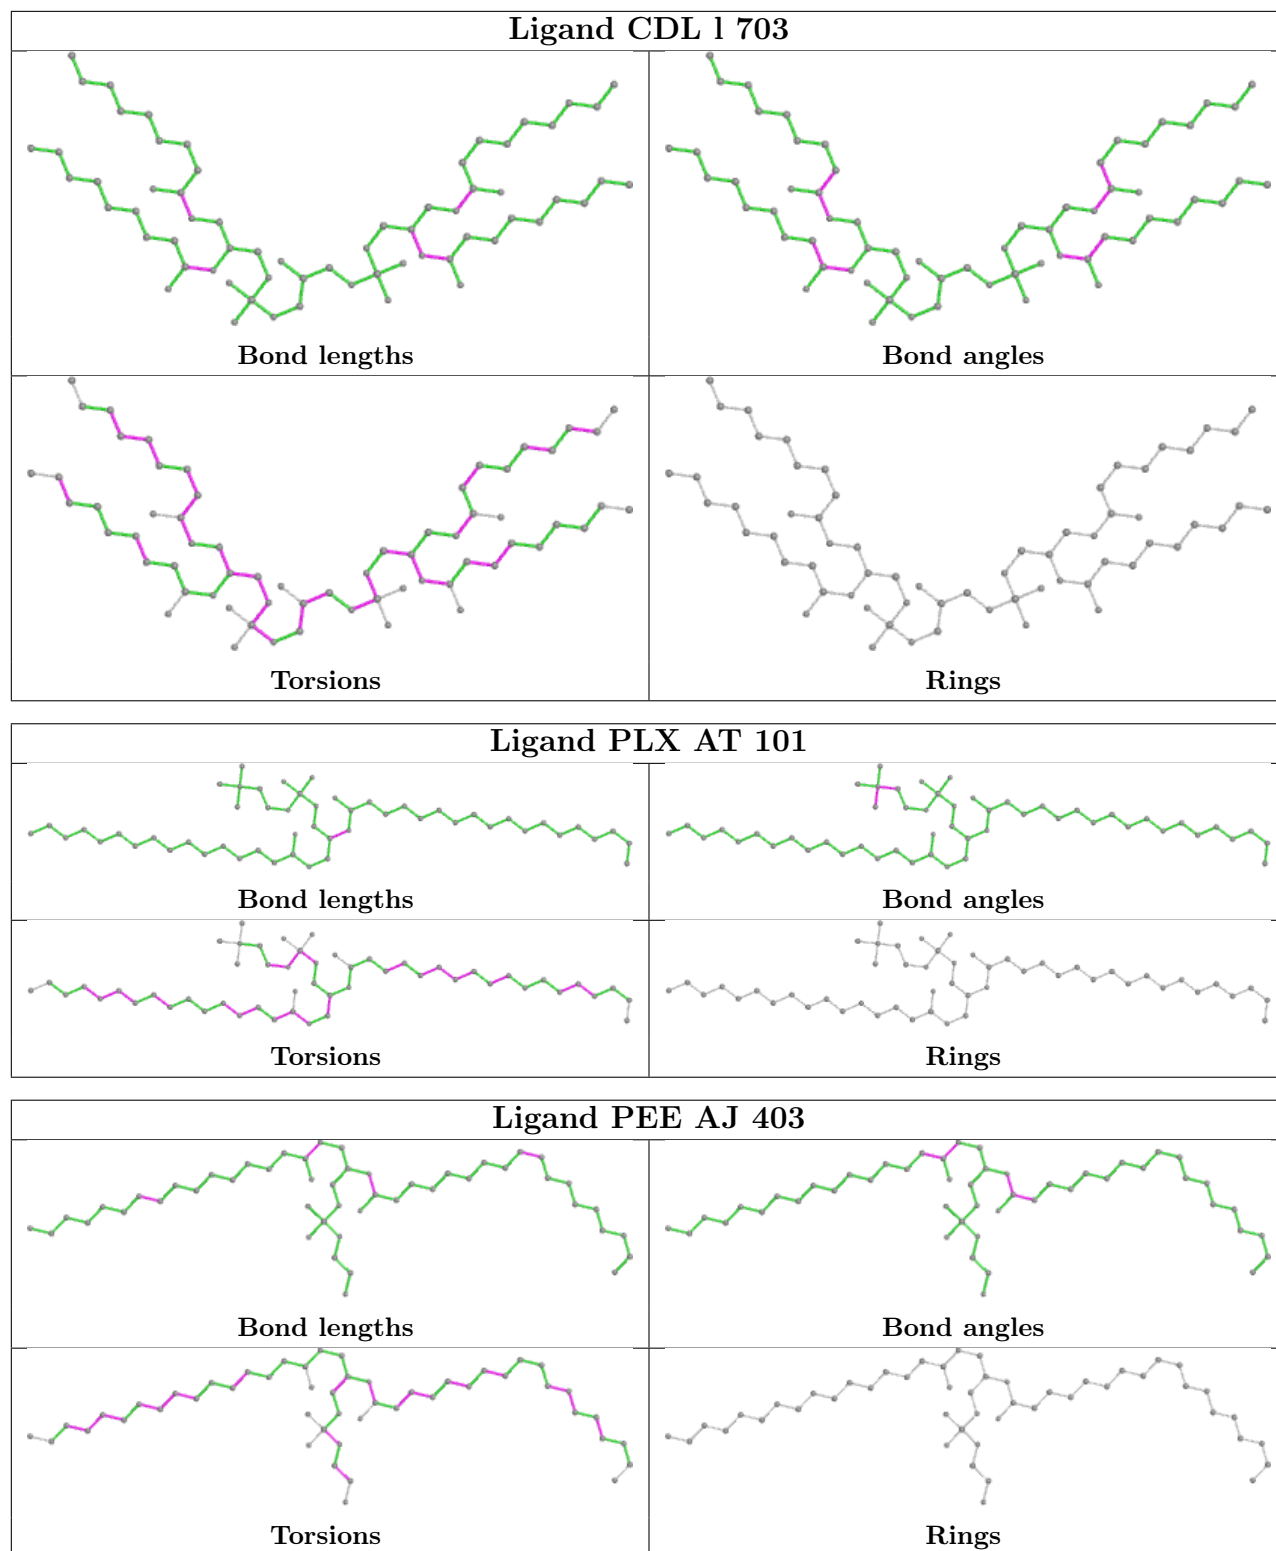 Ligand CDL l 703
Bond lengths
Bond angles
Torsions
Rings
Ligand PLX AT 101
Bond lengths
Bond angles
Torsions
Rings
Ligand PEE AJ 403
Bond lengths
Bond angles
Torsions
Rings